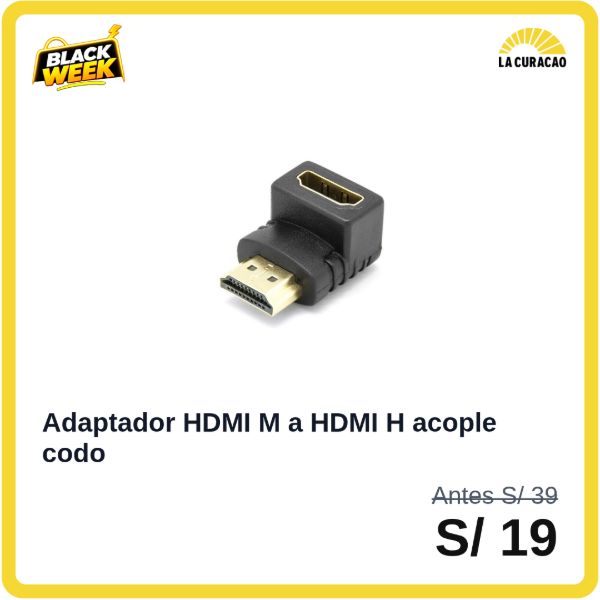 BLACK
WEEK
LA CURACAO
Adaptador HDMI M a HDMI H acople
codo
Antes S/ 39
S/ 19